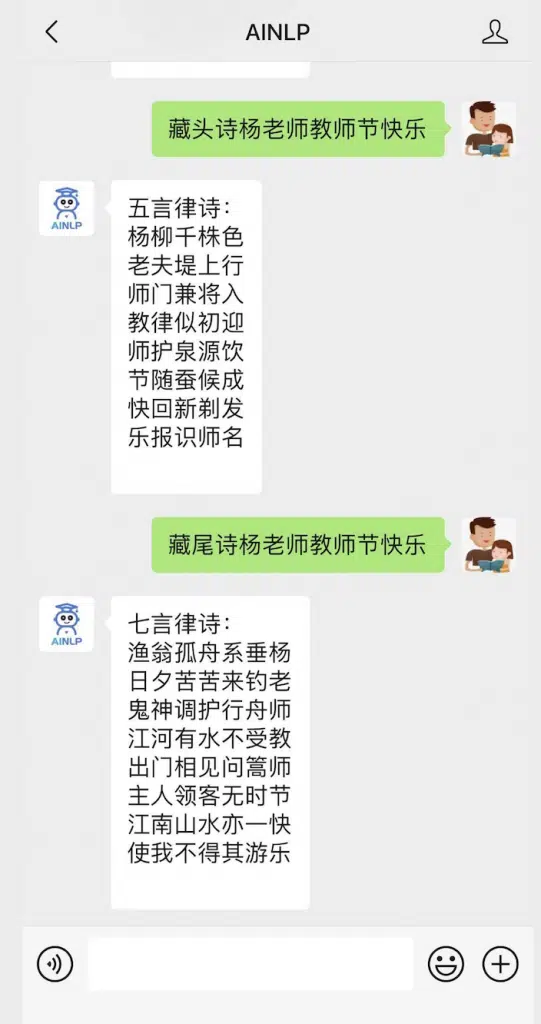 AINLP
藏头诗杨老师教师节快乐
AINLP
五言律诗：
杨柳千株色
老夫堤上行
师门兼将入
教律似初迎
师护泉源饮
节随蚕候成
快回新剃发
乐报识师名
藏尾诗杨老师教师节快乐
AINLP
七言律诗：
渔翁孤舟系垂杨
日夕苦苦来钓老
鬼神调护行舟师
江河有水不受教
出门相见问篙师
主人领客无时节
江南山水亦一快
使我不得其游乐